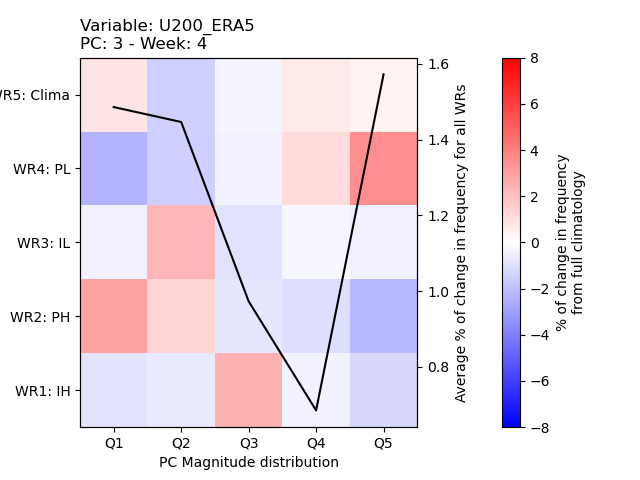 Variable: U200_ERA5
PC: 3 - Week: 4
WR5: Clima
WR4: PL
WR3: IL
WR2: PH
WR1: IH
Q1 Q2 Q3 Q4 Q5
PC Magnitude distribution
1.6
1.4
1.2
1.0
0.8
Average % of change in frequency for all WRs
8
6
4
2
0
−2
−4
−6
−8
% of change in frequency
from full climatology